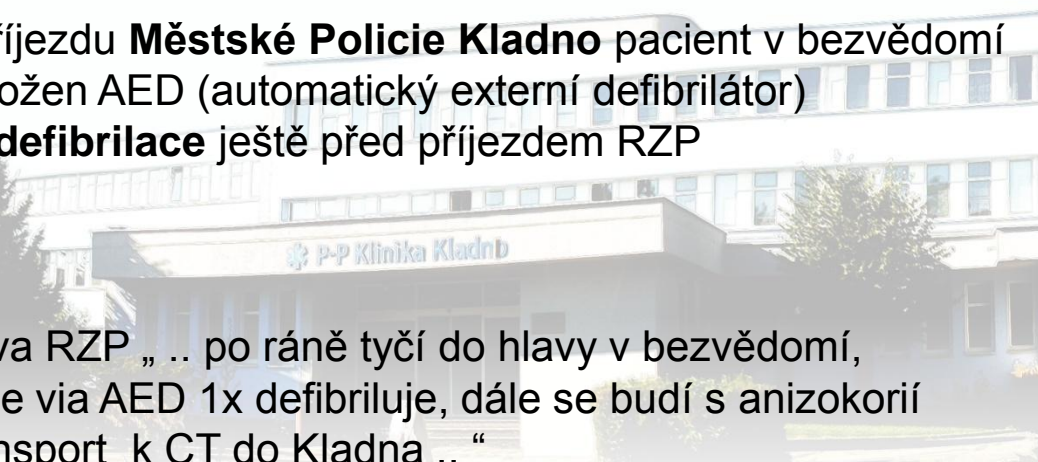 říjezdu Městské Policie Kladno pacient v bezvědomí
ožen AED (automatický externí defibrilátor)
defibrilace ještě před příjezdem RZP
P-P Klinika Kladno
va RZP „ .. po ráně tyčí do hlavy v bezvědomí,
e via AED 1x defibriluje, dále se budí s anizokorií
nsport k CT do Kladna .. “